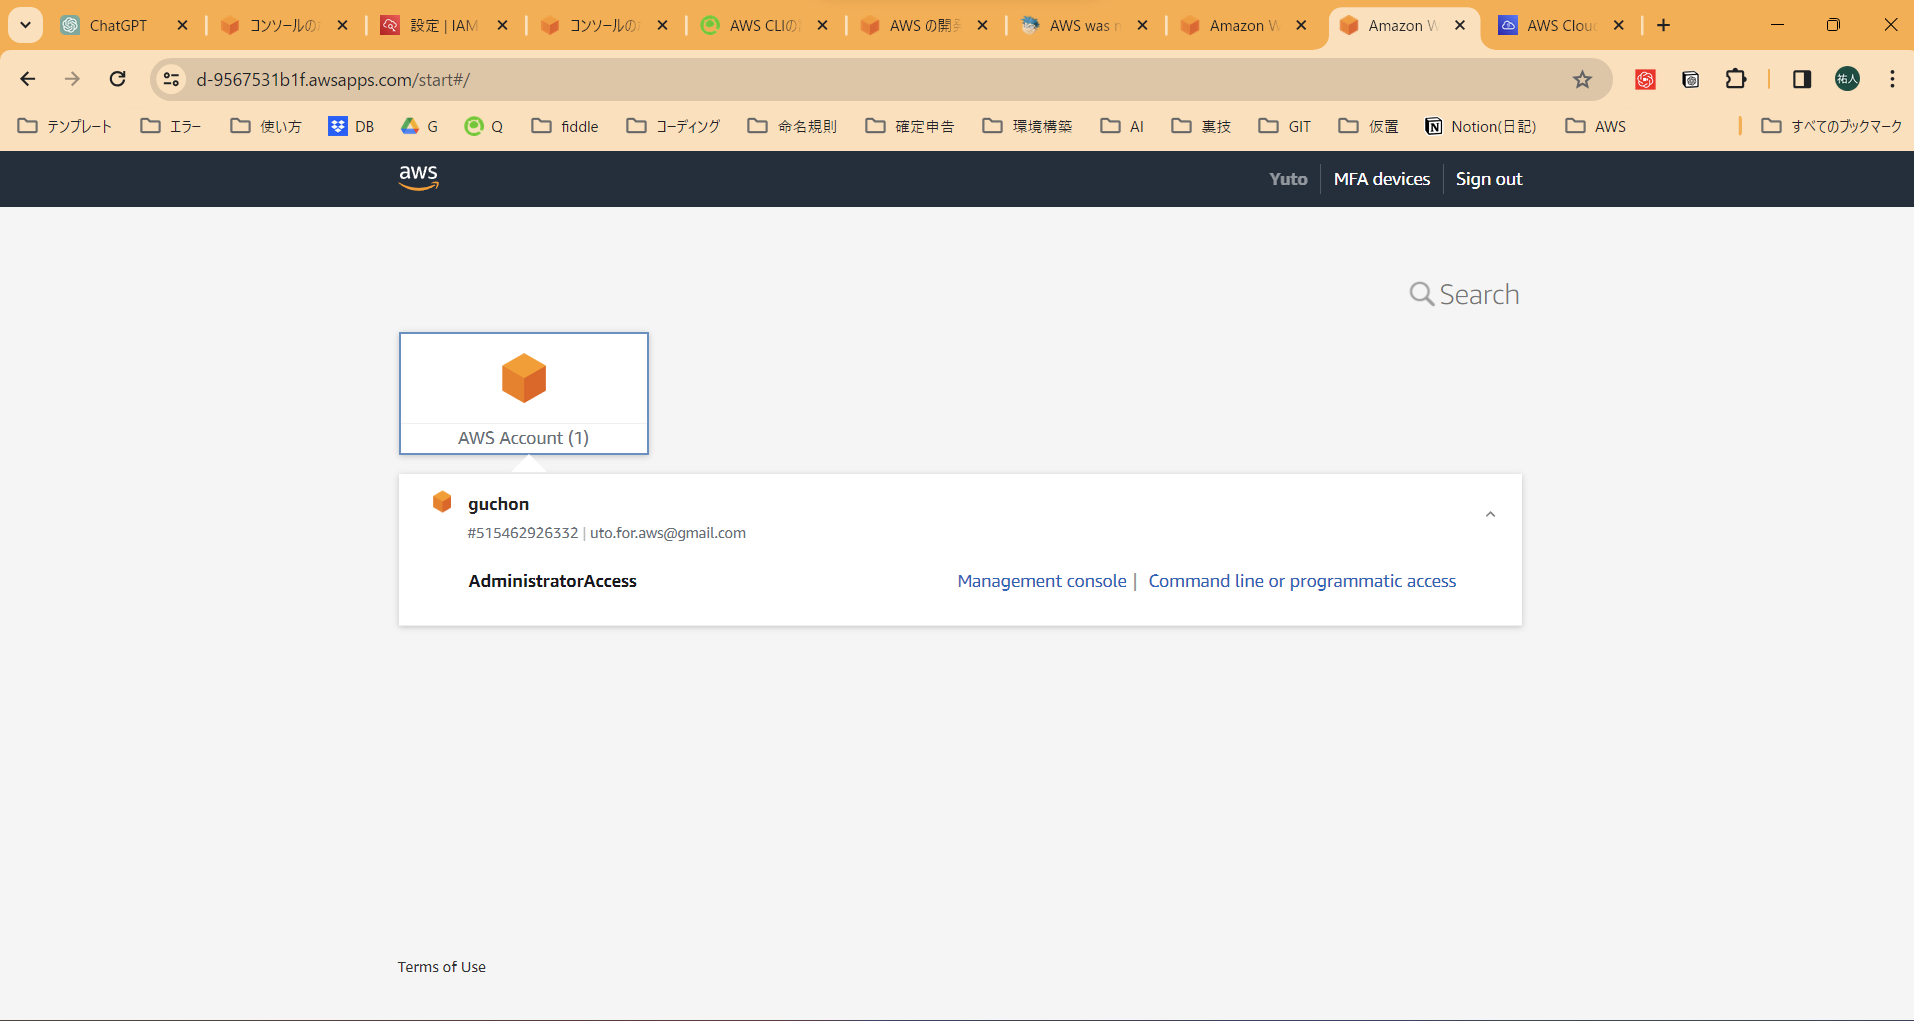 ChatGPT
コンソールの
設定 | IAM
コンソールの
AWS CLIの
AWS の開
AWS was
Amazon
Amazon
AWS Clou
d-9567531b1f.awsapps.com/start#/
祐人
テンプレート
エラー
使い方
DB
G
Q
fiddle
コーディング
命名規則
確定申告
環境構築
AI
裏技
GIT
仮置
Notion(日記)
AWS
すべてのブックマーク
aws
Yuto
MFA devices
Sign out
Search
AWS Account (1)
guchon
#515462926332 | uto.for.aws@gmail.com
AdministratorAccess
Management console | Command line or programmatic access
Terms of Use